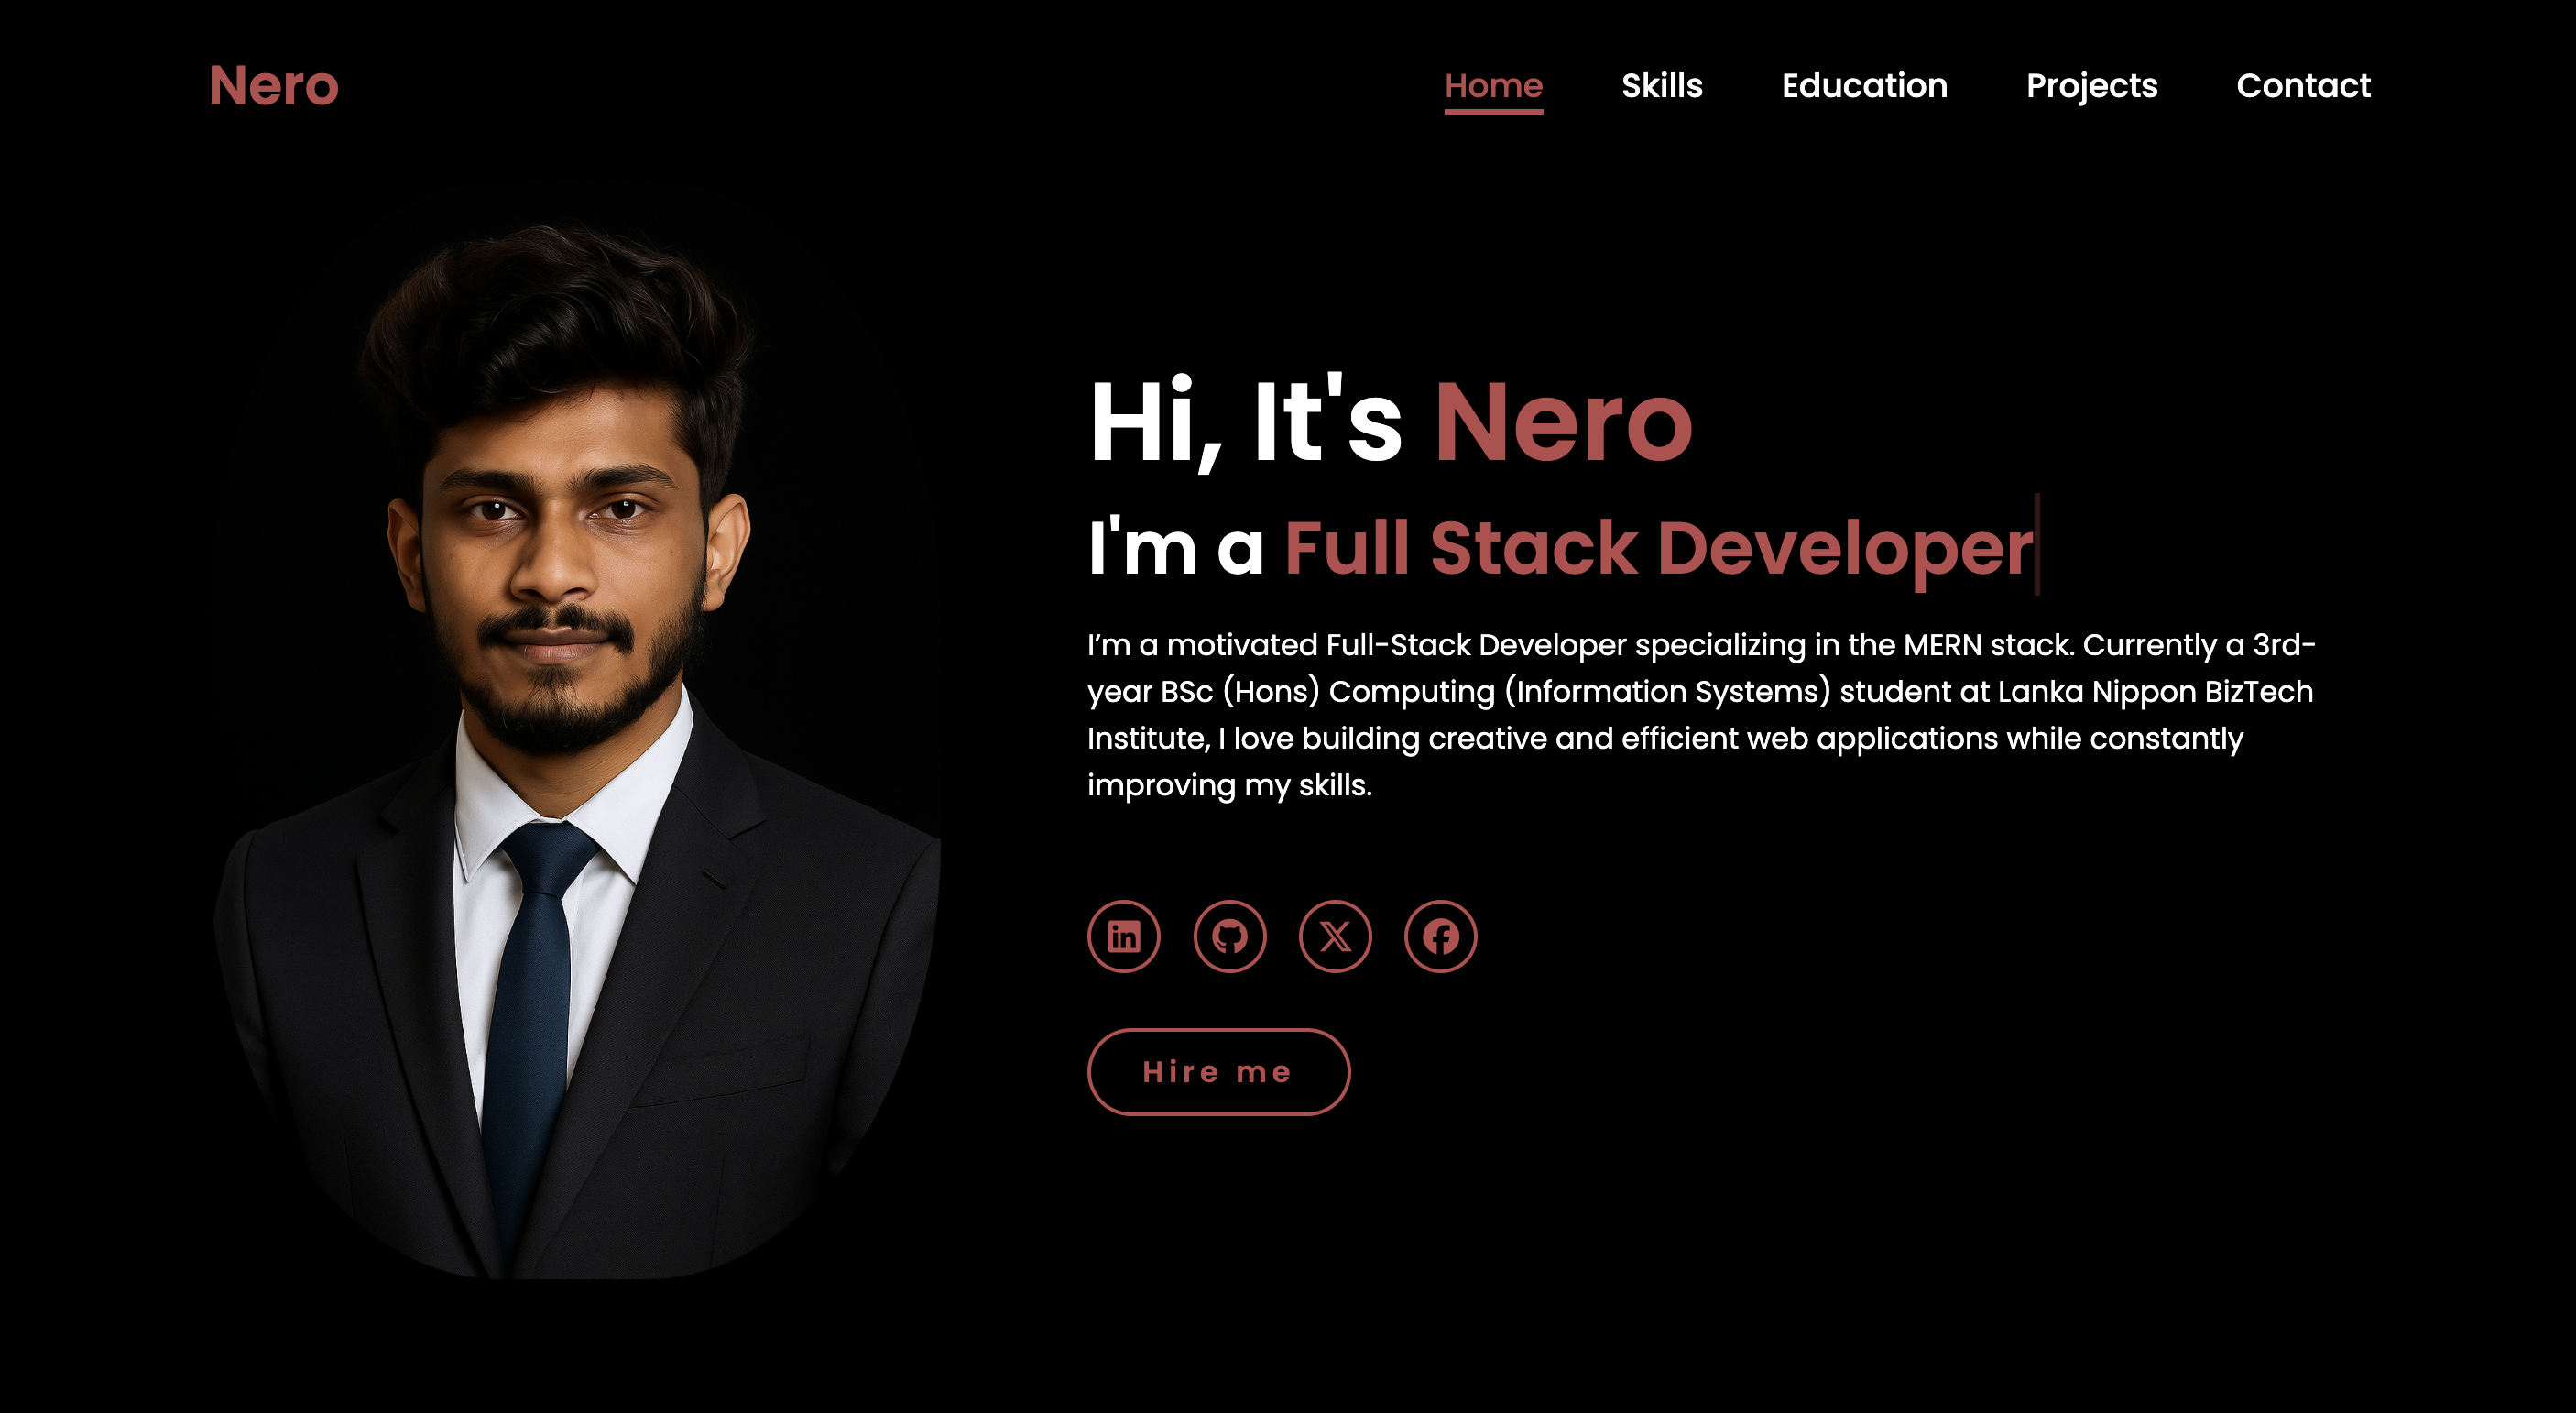 Nero
Home Skills Education Projects Contact
Hi, It's Nero
I'm a Full Stack Developer
I’m a motivated Full-Stack Developer specializing in the MERN stack. Currently a 3rd-
year BSc (Hons) Computing (Information Systems) student at Lanka Nippon BizTech
Institute, I love building creative and efficient web applications while constantly
improving my skills.
Hire me